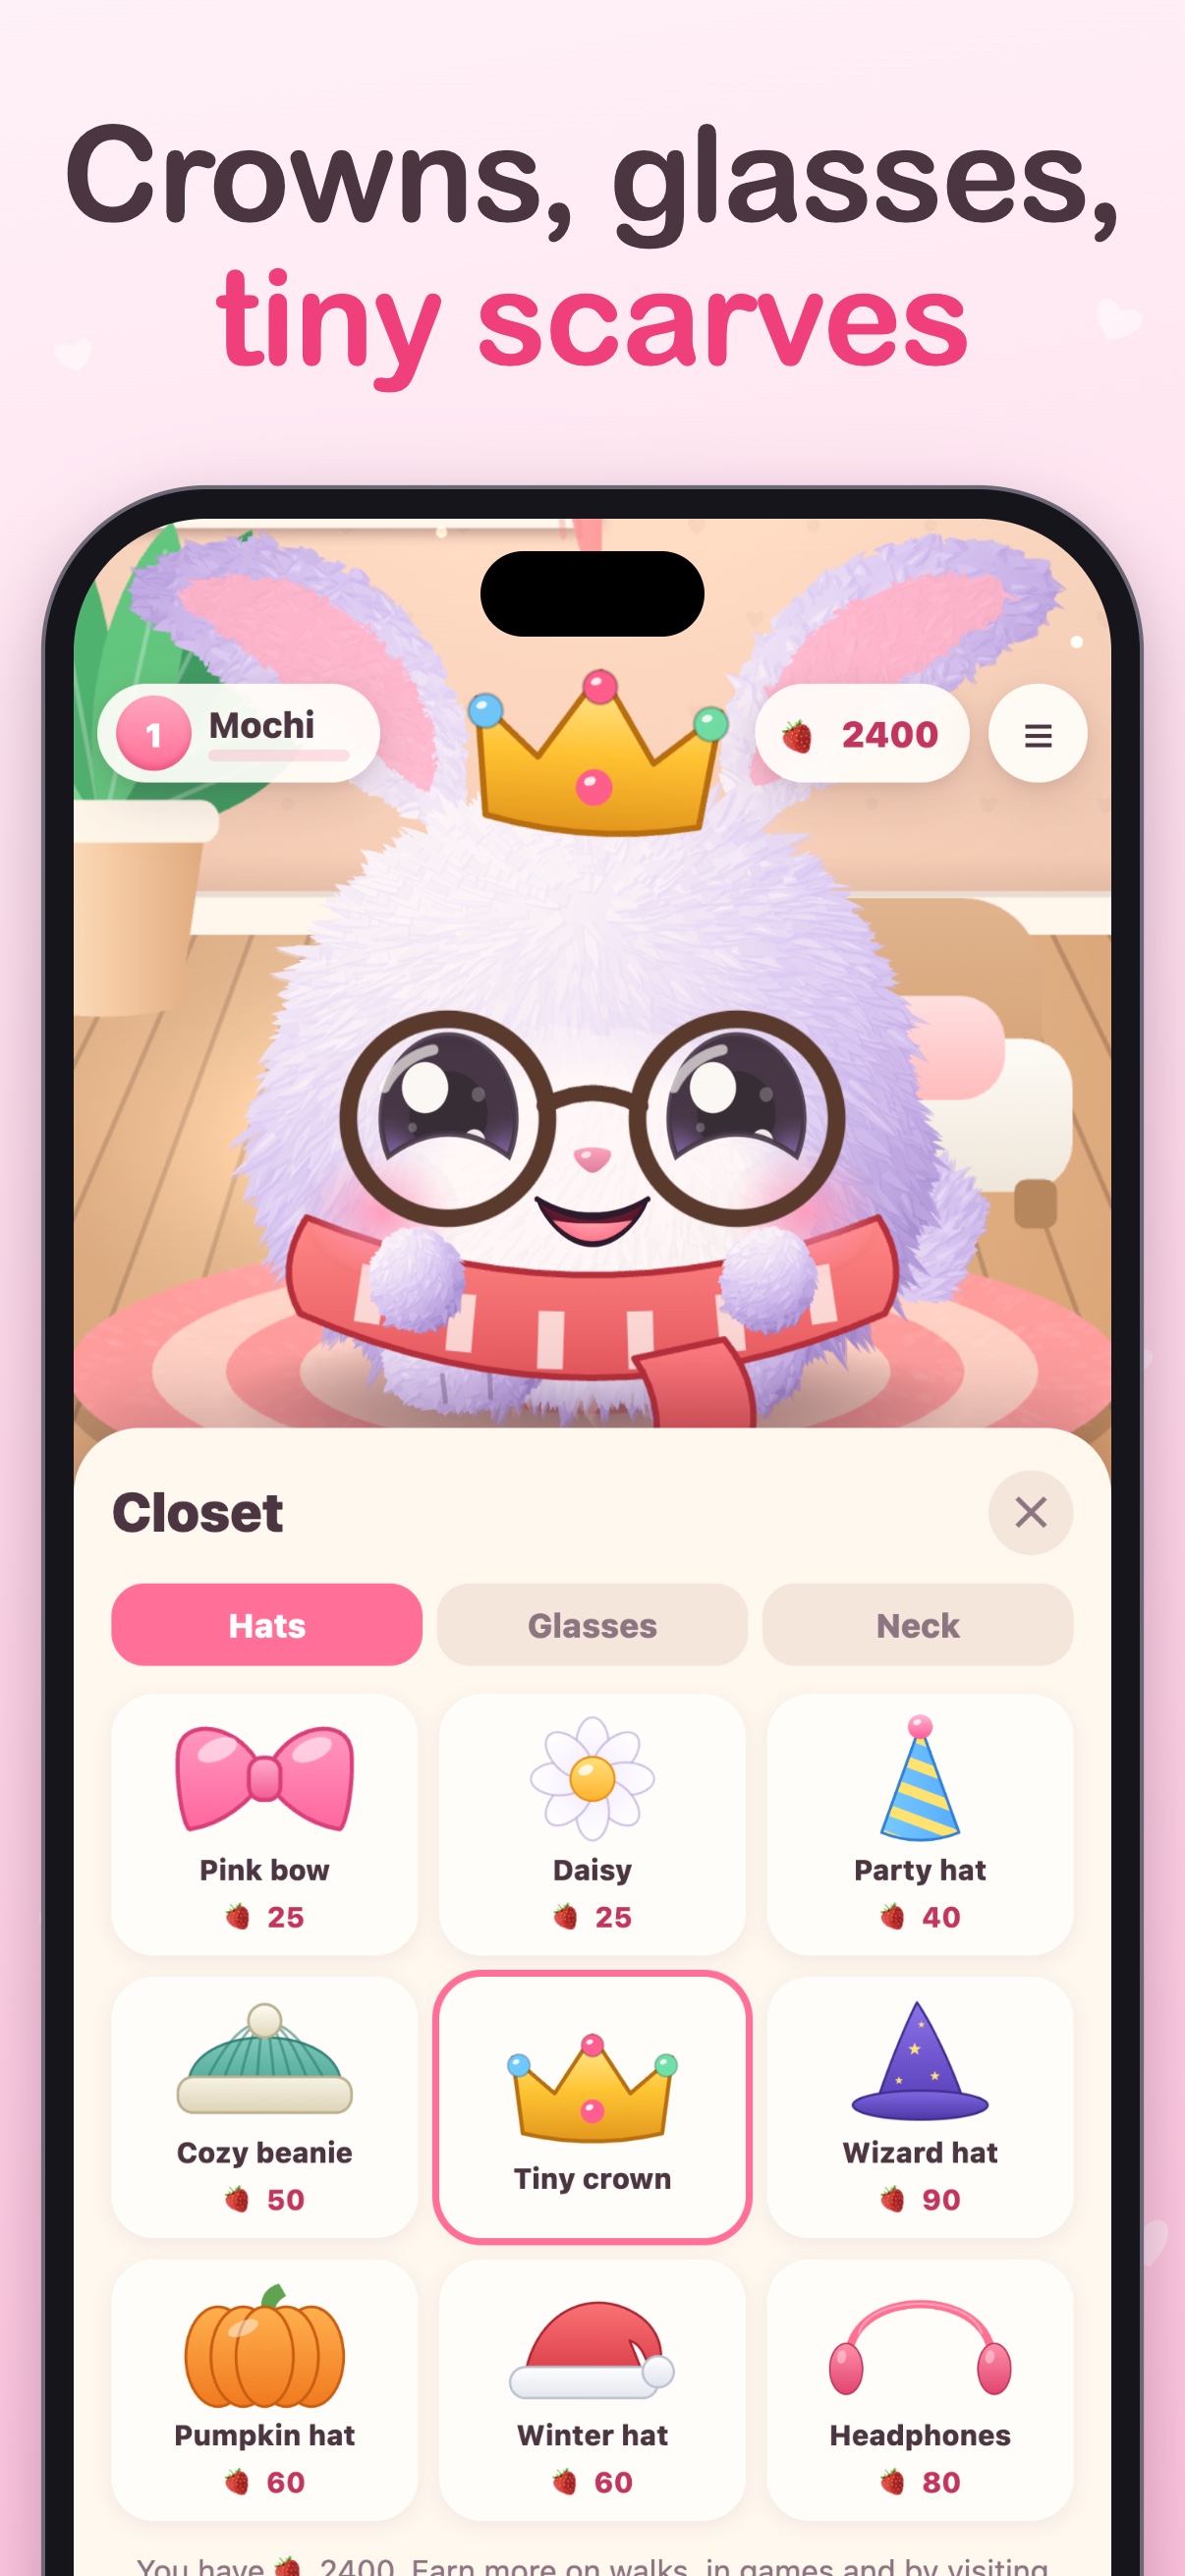 Crowns, glasses,
tiny scarves
1 Mochi
2400
Closet
Hats Glasses Neck
Pink bow Daisy Party hat
25 25 40
Cozy beanie Tiny crown Wizard hat
50 90
Pumpkin hat Winter hat Headphones
60 60 80
You have 2400. Earn more on walks, in games and by visiting